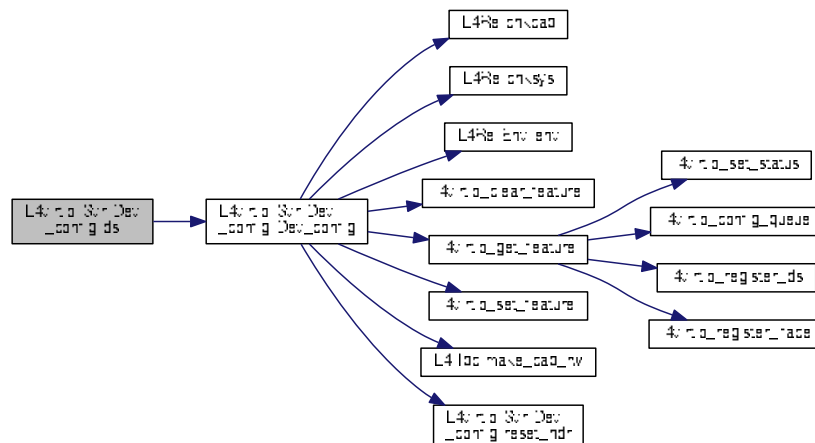 L4virtio::Svr::Dev
_config::ds
L4virtio::Svr::Dev
_config::Dev_config
L4Re::chkcap
L4Re::chksys
L4Re::Env::env
l4virtio_clear_feature
l4virtio_get_feature
l4virtio_set_feature
L4::Ipc::make_cap_rw
L4virtio::Svr::Dev
_config::reset_hdr
l4virtio_set_status
l4virtio_config_queue
l4virtio_register_ds
l4virtio_register_iface